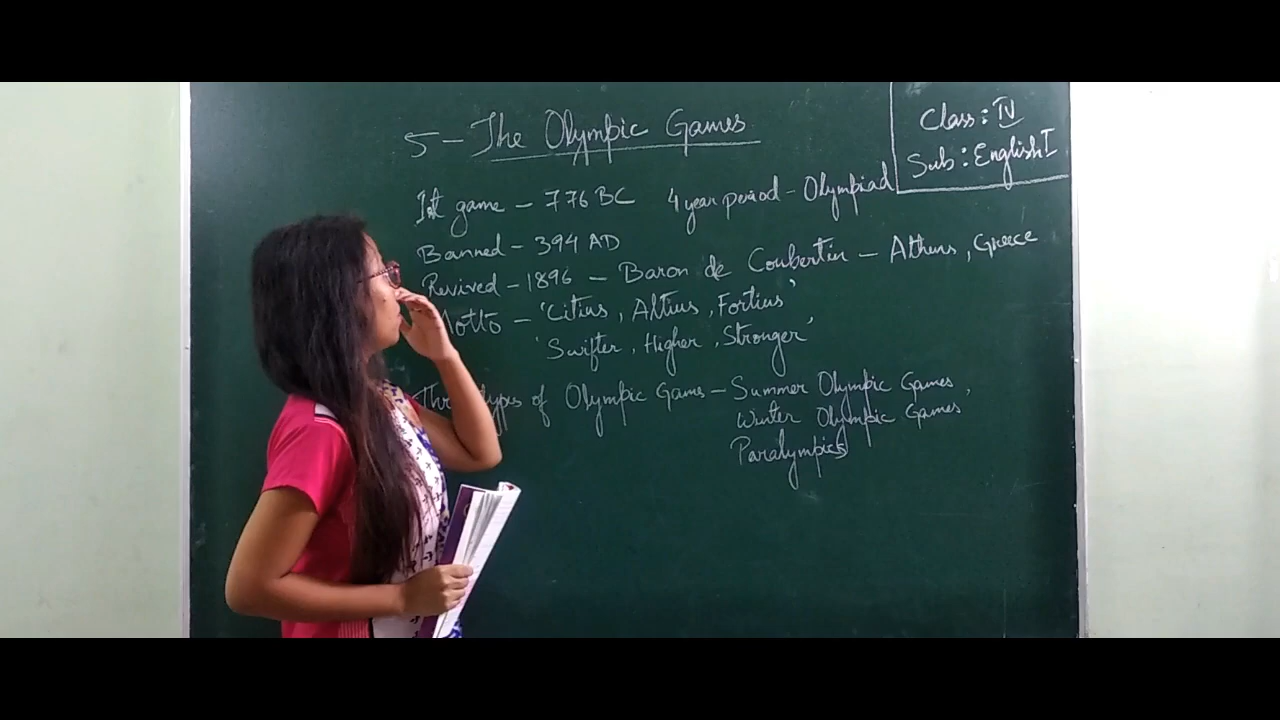 5 - The Olympic Games
Class: IV
Sub: English I
Ist game - 776 BC 4 year period - Olympiad
Banned - 394 AD
Revived - 1896 - Baron de Coubertin - Athens, Greece
Motto - 'Citius, Altius, Fortius'
'Swifter, Higher, Stronger'
Three types of Olympic Games - Summer Olympic Games,
Winter Olympic Games,
Paralympics